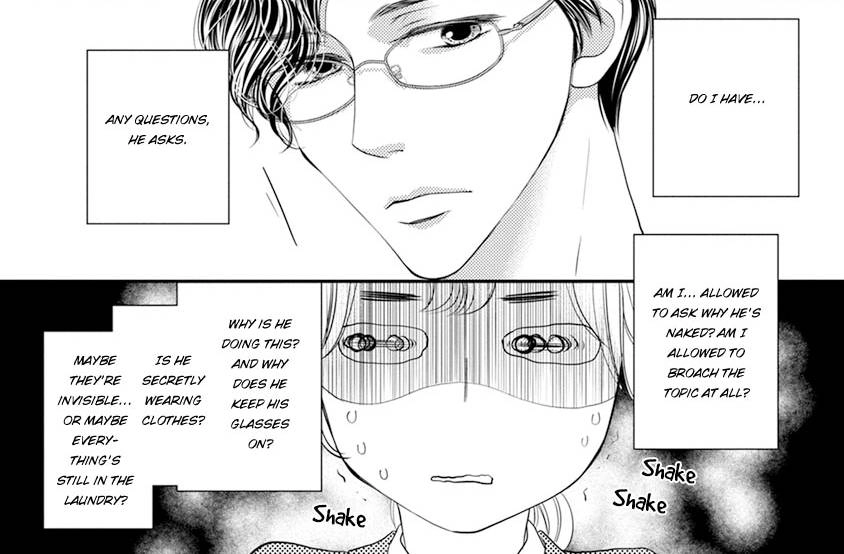 DO I HAVE...
ANY QUESTIONS,
HE ASKS.
AM I... ALLOWED
TO ASK WHY HE'S
NAKED? AM I
ALLOWED TO
BROACH THE
TOPIC AT ALL?
WHY IS HE
DOING THIS?
AND WHY
DOES HE
KEEP HIS
GLASSES
ON?
IS HE
SECRETLY
WEARING
CLOTHES?
MAYBE
THEY'RE
INVISIBLE...
OR MAYBE
EVERY-
THING'S
STILL IN THE
LAUNDRY?
Shake
Shake
Shake